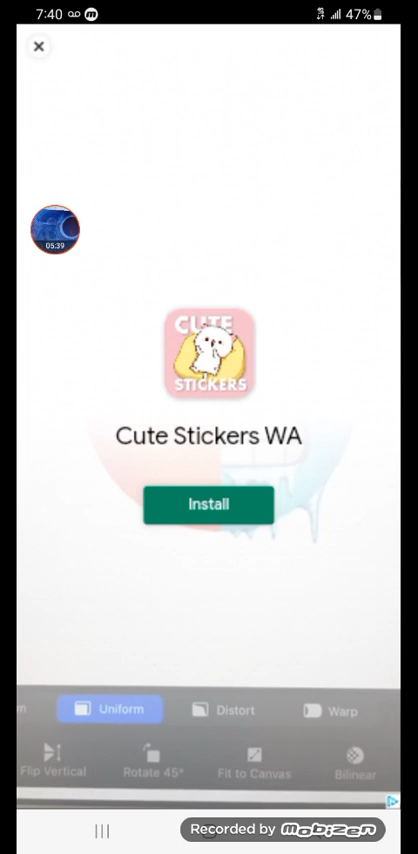 7:40
47%
05:39
CUTE
STICKERS
Cute Stickers WA
Install
Uniform
Distort
Warp
Flip Vertical
Rotate 45°
Fit to Canvas
Bilinear
Recorded by mobizen